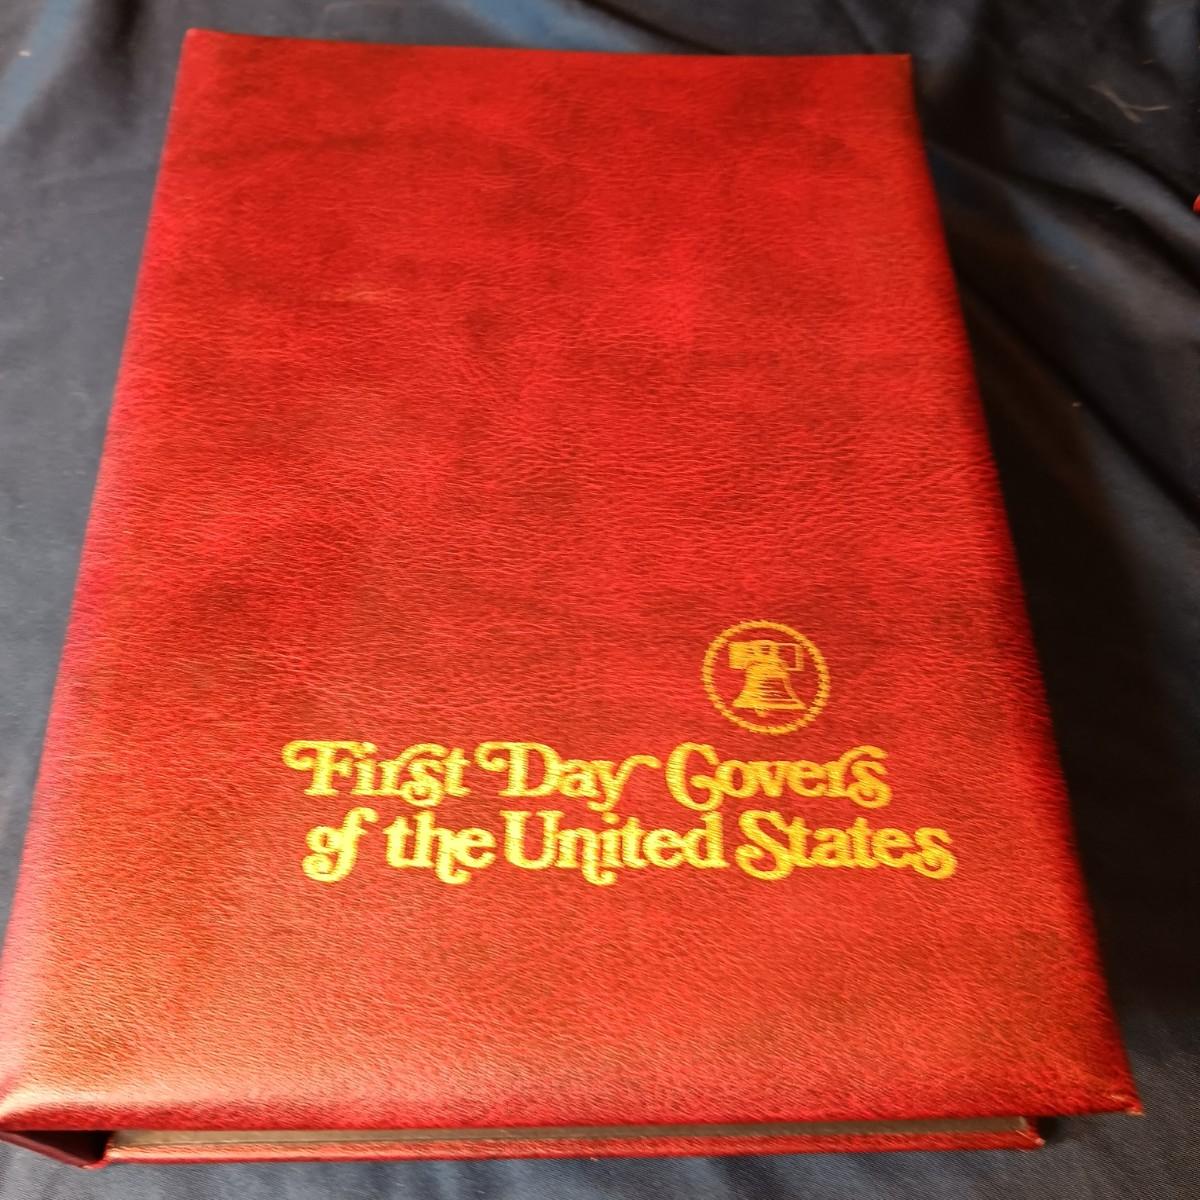 First Day Covers
of the United States